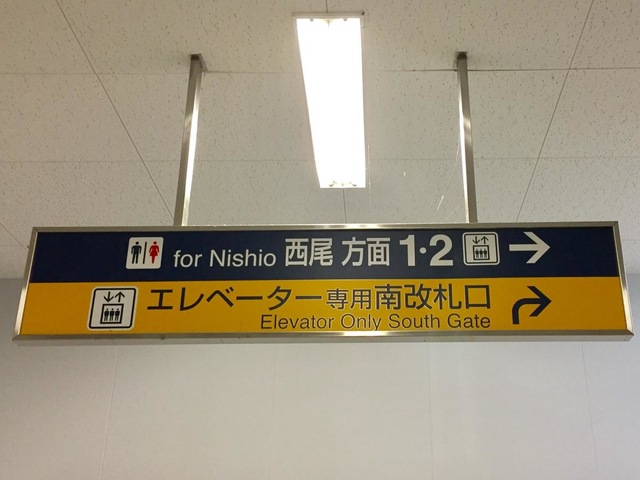 for Nishio 西尾 方面 1・2
エレベーター専用南改札口
Elevator Only South Gate